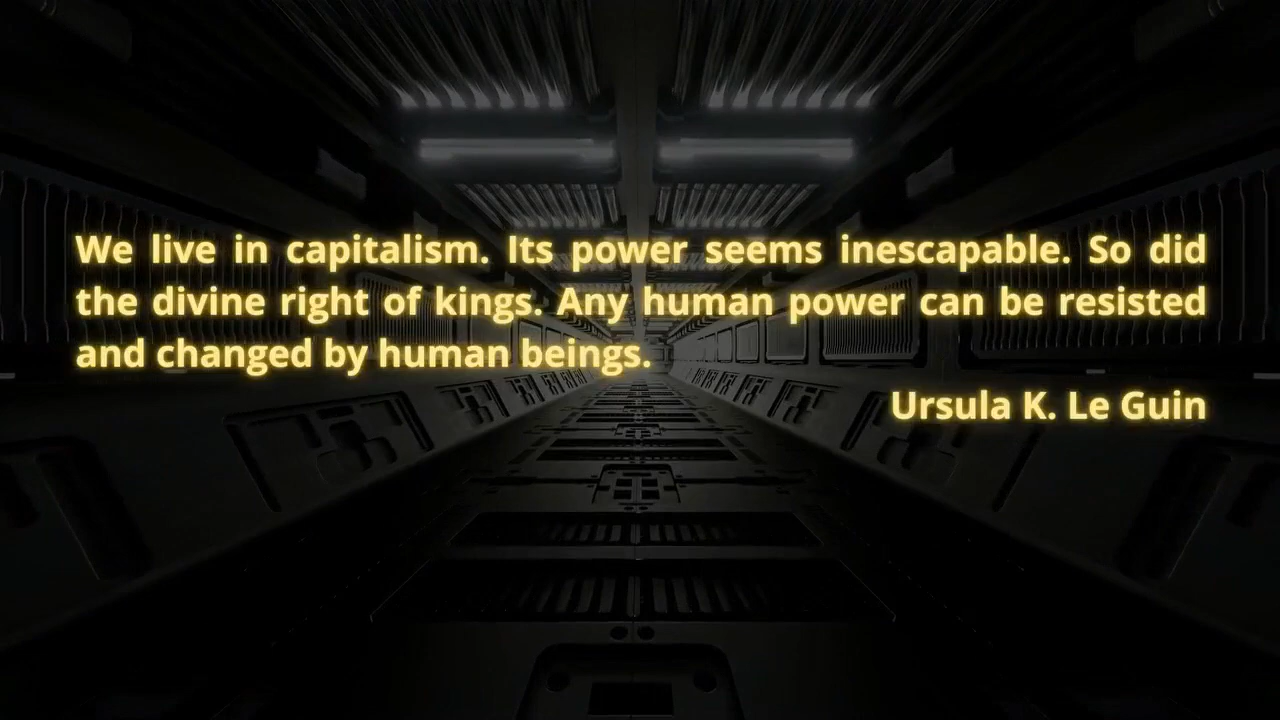 We live in capitalism. Its power seems inescapable. So did
the divine right of kings. Any human power can be resisted
and changed by human beings.
Ursula K. Le Guin